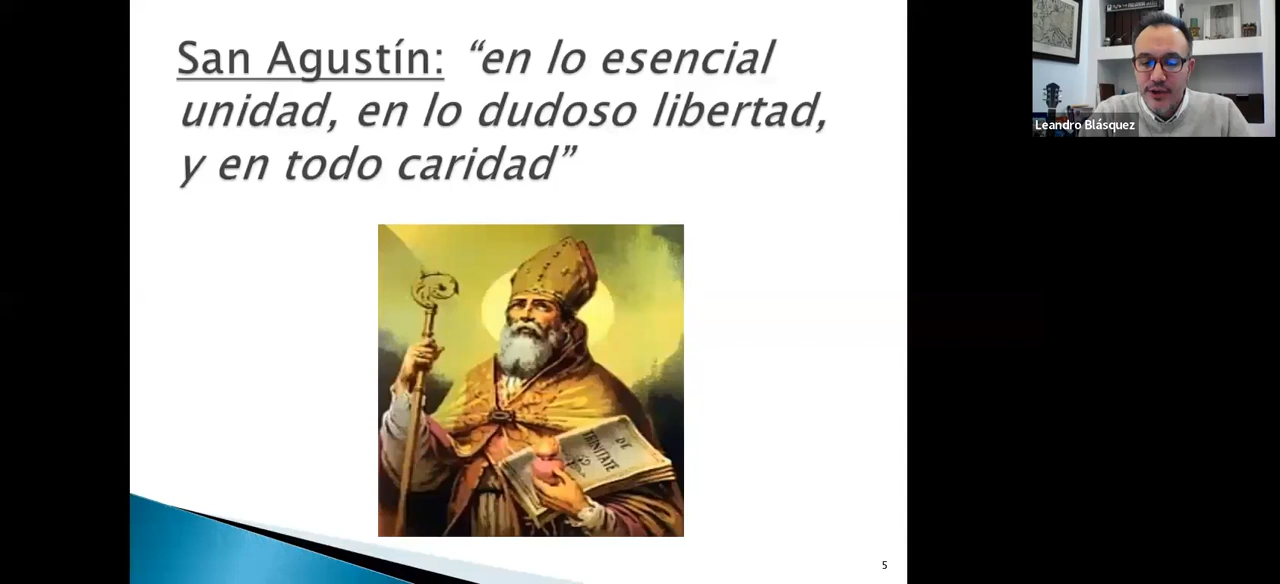 San Agustín: “en lo esencial
unidad, en lo dudoso libertad,
y en todo caridad”
DE
TRINITATE
5
Leandro Blásquez